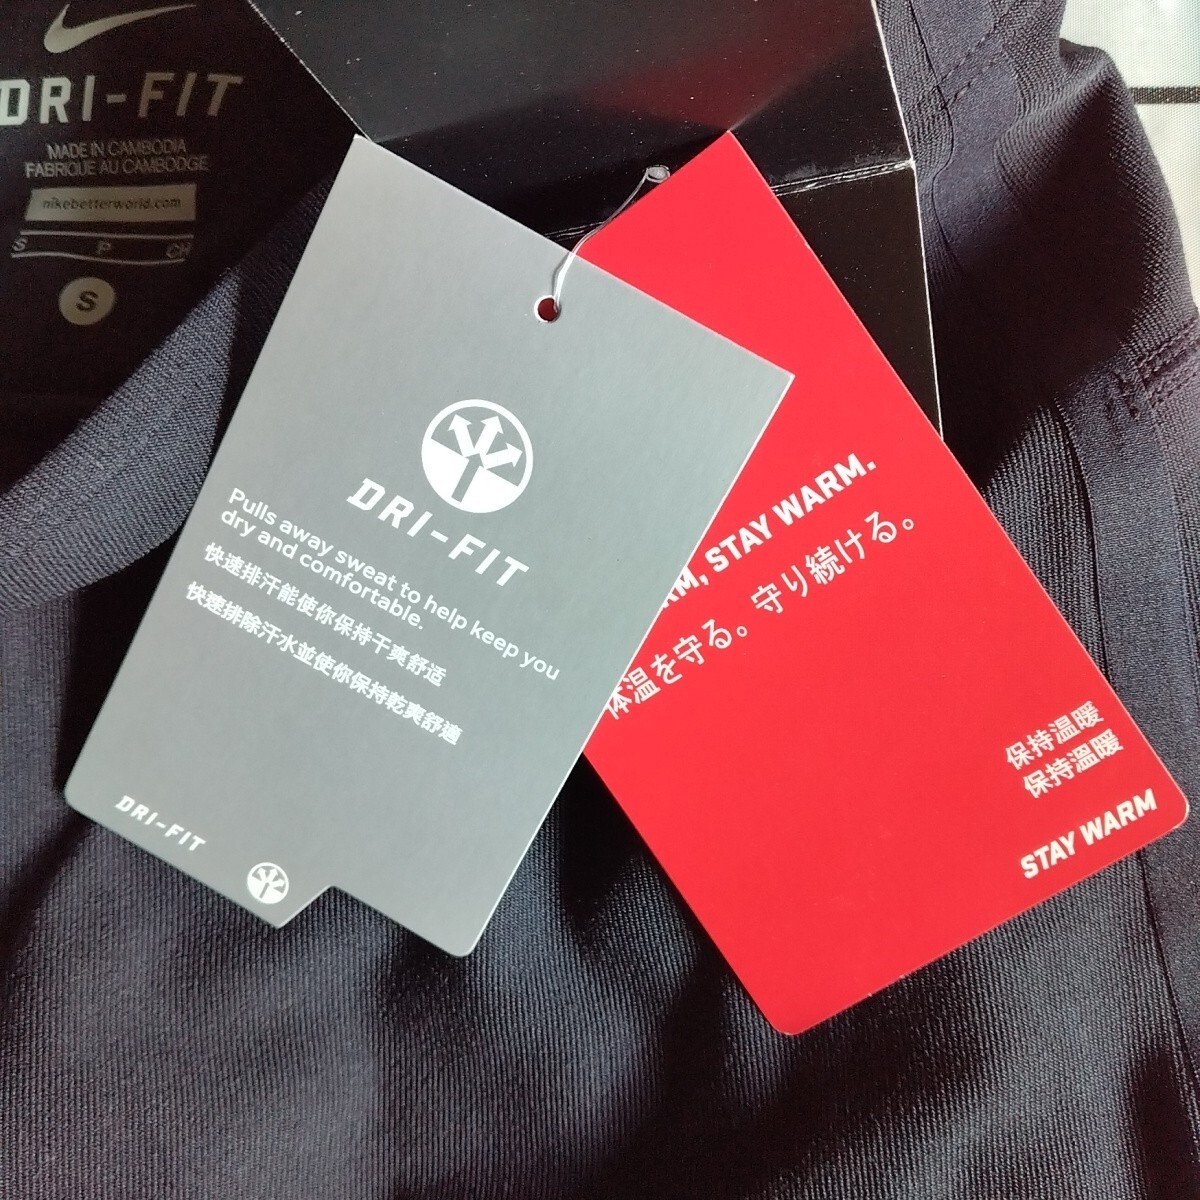 DRI-FIT
MADE IN CAMBODIA
FABRIQUÉ AU CAMBODGE
nikebetterworld.com
S P CH
S
DRI-FIT
Pulls away sweat to help keep you
dry and comfortable.
快速排汗能使你保持干爽舒适
快速排除汗水並使你保持乾爽舒適
DRI-FIT
STAY WARM.
体温を守る。守り続ける。
保持温暖
保持溫暖
STAY WARM